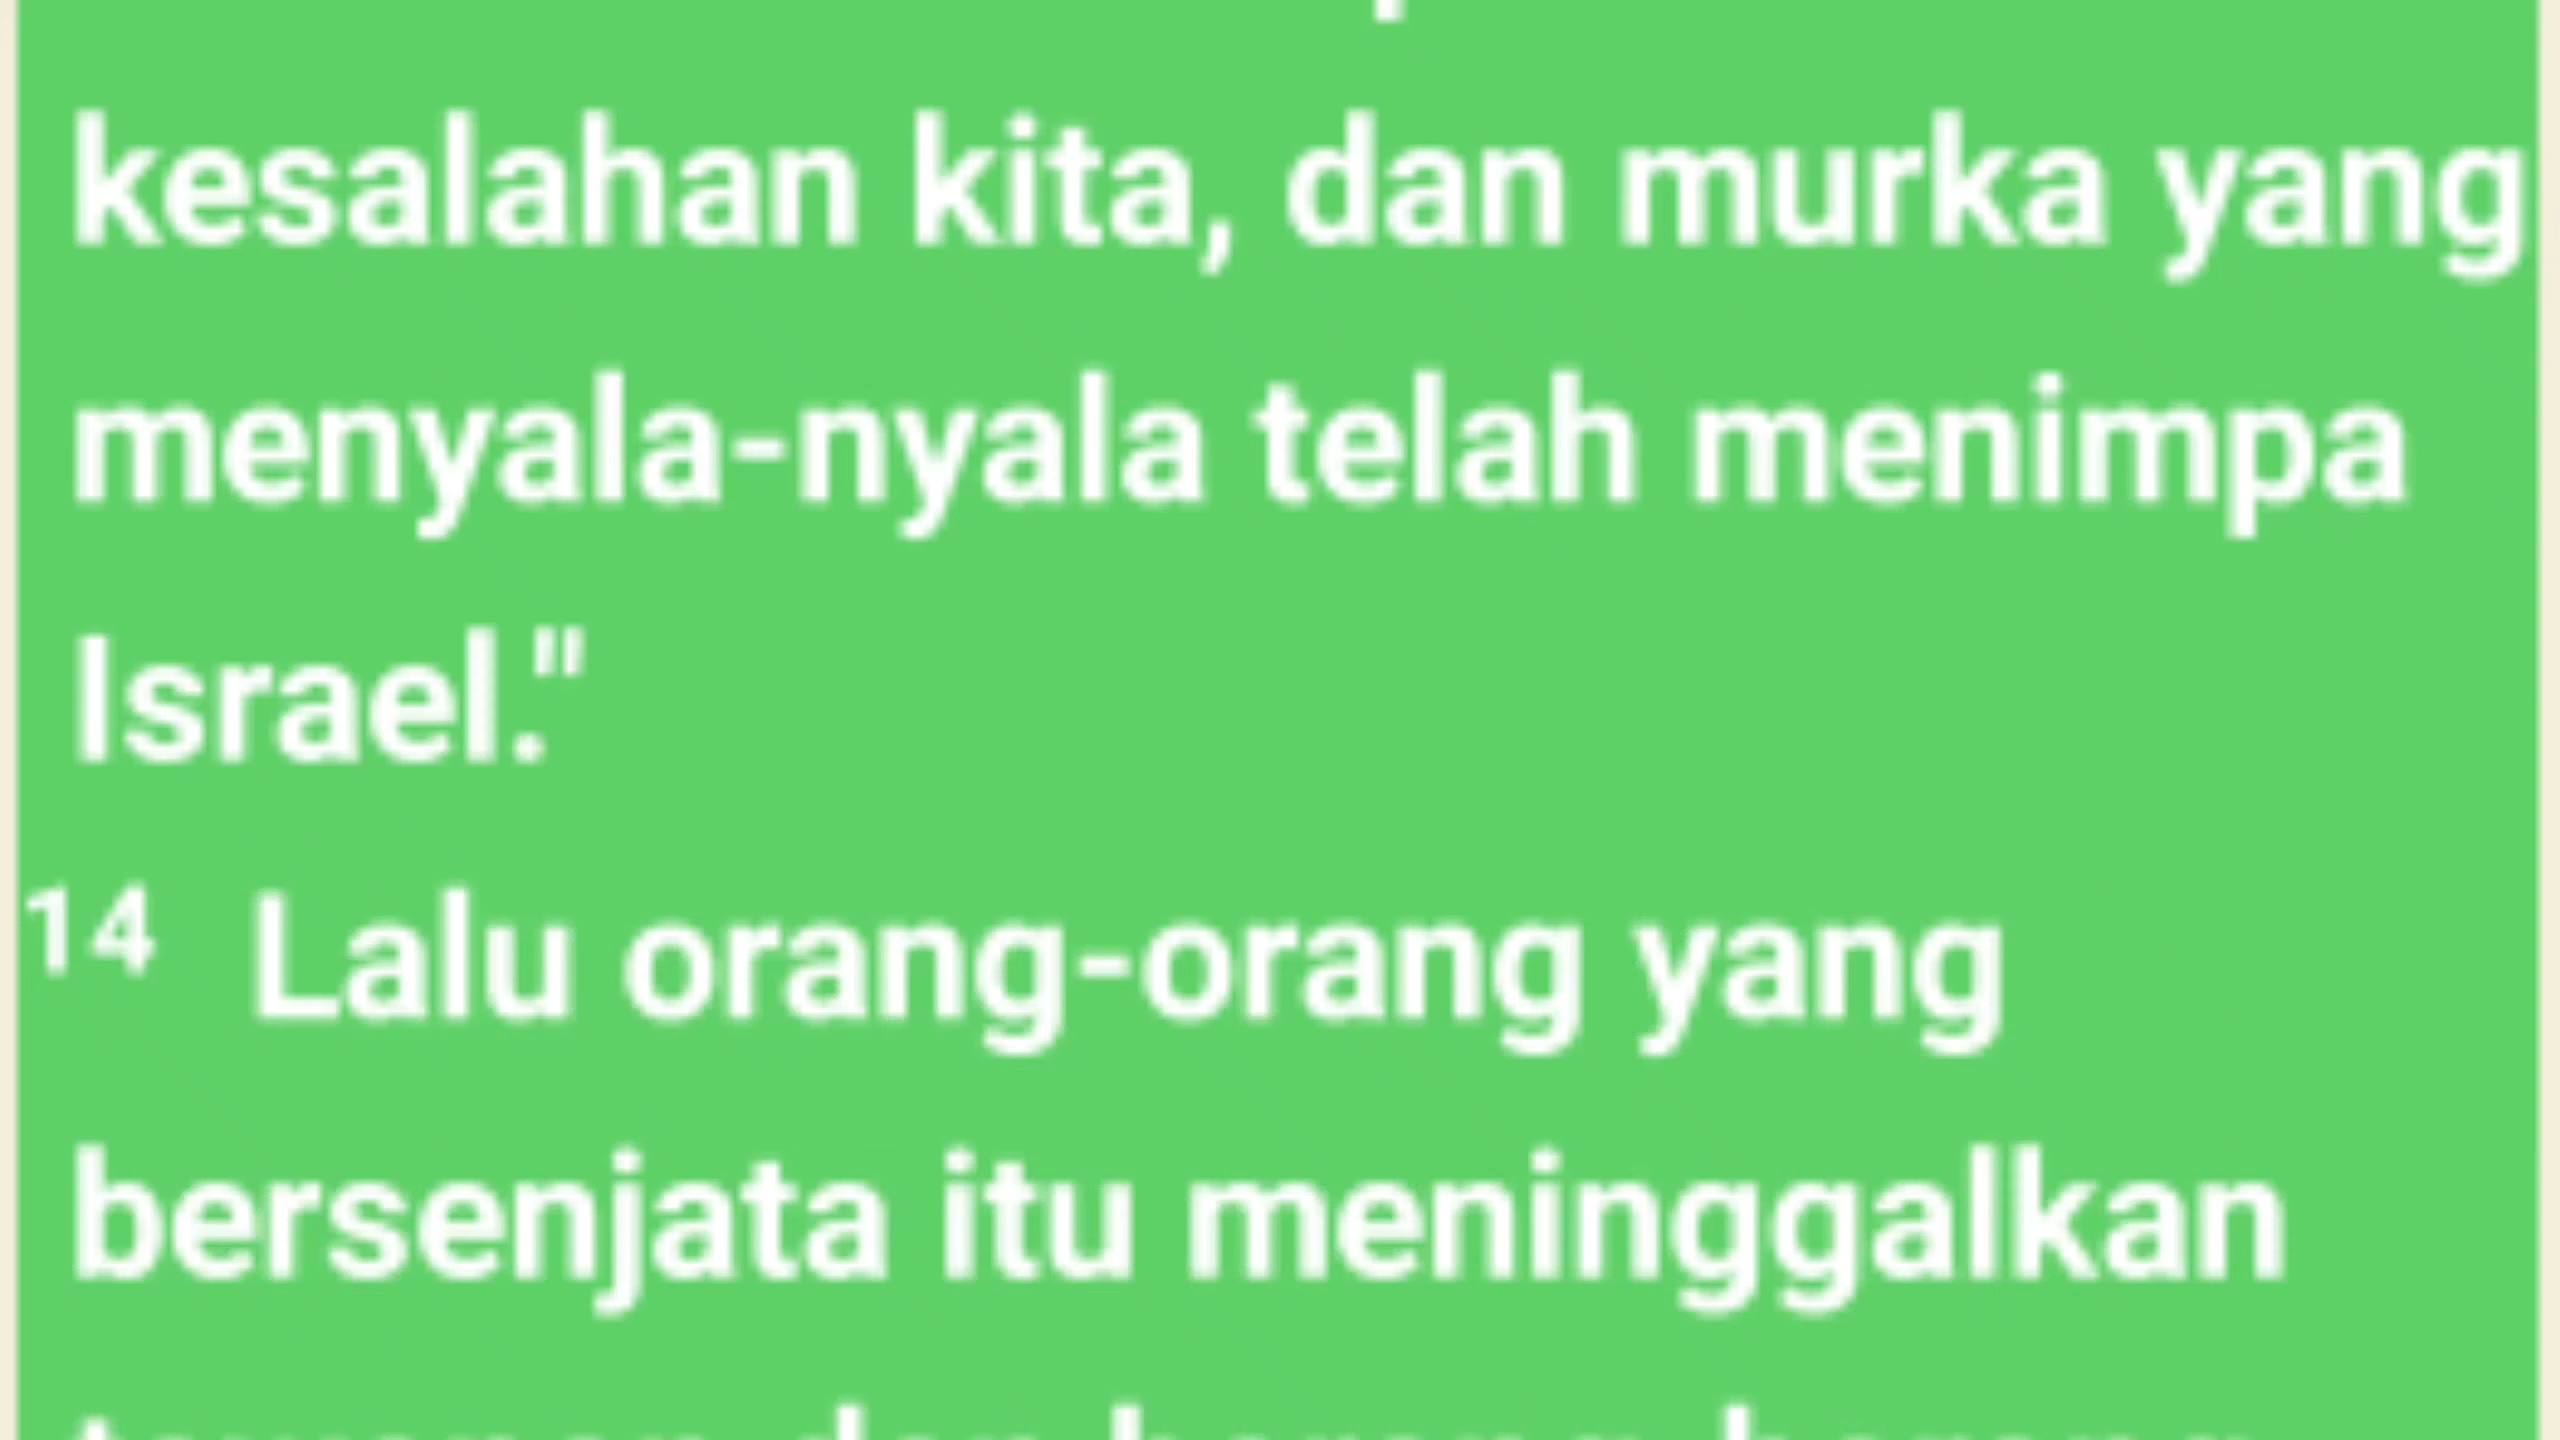 kesalahan kita, dan murka yang
menyala-nyala telah menimpa
Israel."
14 Lalu orang-orang yang
bersenjata itu meninggalkan